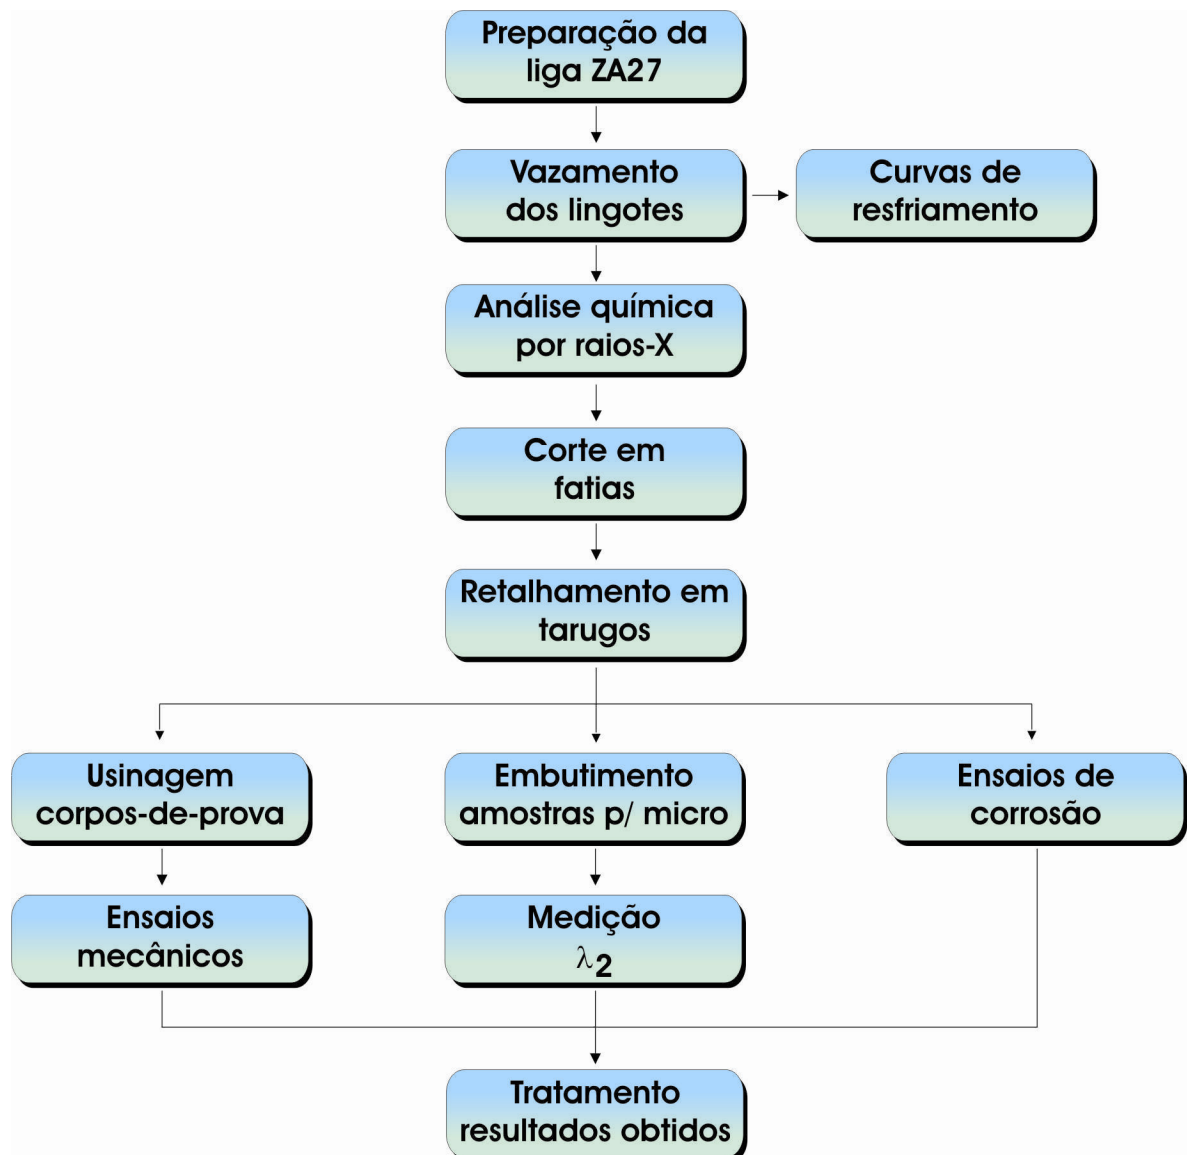 Preparação da
liga ZA27
Vazamento
dos lingotes
Curvas de
resfriamento
Análise química
por raios-X
Corte em
fatias
Retalhamento em
tarugos
Usinagem
corpos-de-prova
Embutimento
amostras p/ micro
Ensaios de
corrosão
Ensaios
mecânicos
Medição
λ2
Tratamento
resultados obtidos